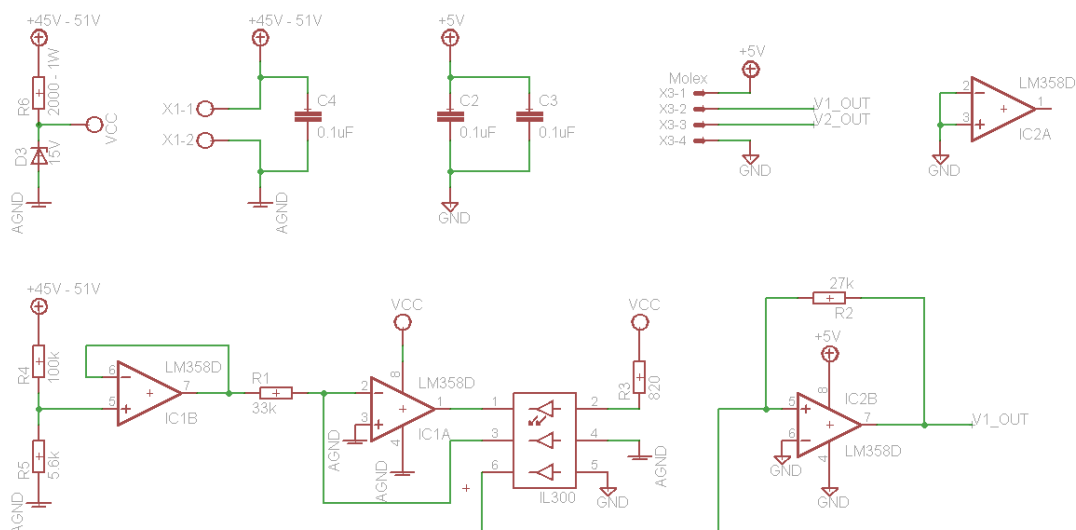 +45V - 51V
R6
2000 - 1W
VCC
D3
15V
AGND
+45V - 51V
X1-1
X1-2
C4
0.1uF
AGND
+5V
C2
0.1uF
C3
0.1uF
GND
+5V
Molex
X3-1
X3-2
V1_OUT
X3-3
V2_OUT
X3-4
GND
LM358D
2
3
1
IC2A
GND
+45V - 51V
R4
100k
R5
5.6k
AGND
6
5
7
LM358D
IC1B
R1
33k
VCC
8
LM358D
2
3
1
4
IC1A
AGND
AGND
1
3
6
2
4
5
IL300
VCC
R3
820
AGND
GND
27k
R2
+5V
8
IC2B
5
6
7
4
LM358D
V1_OUT
GND
GND